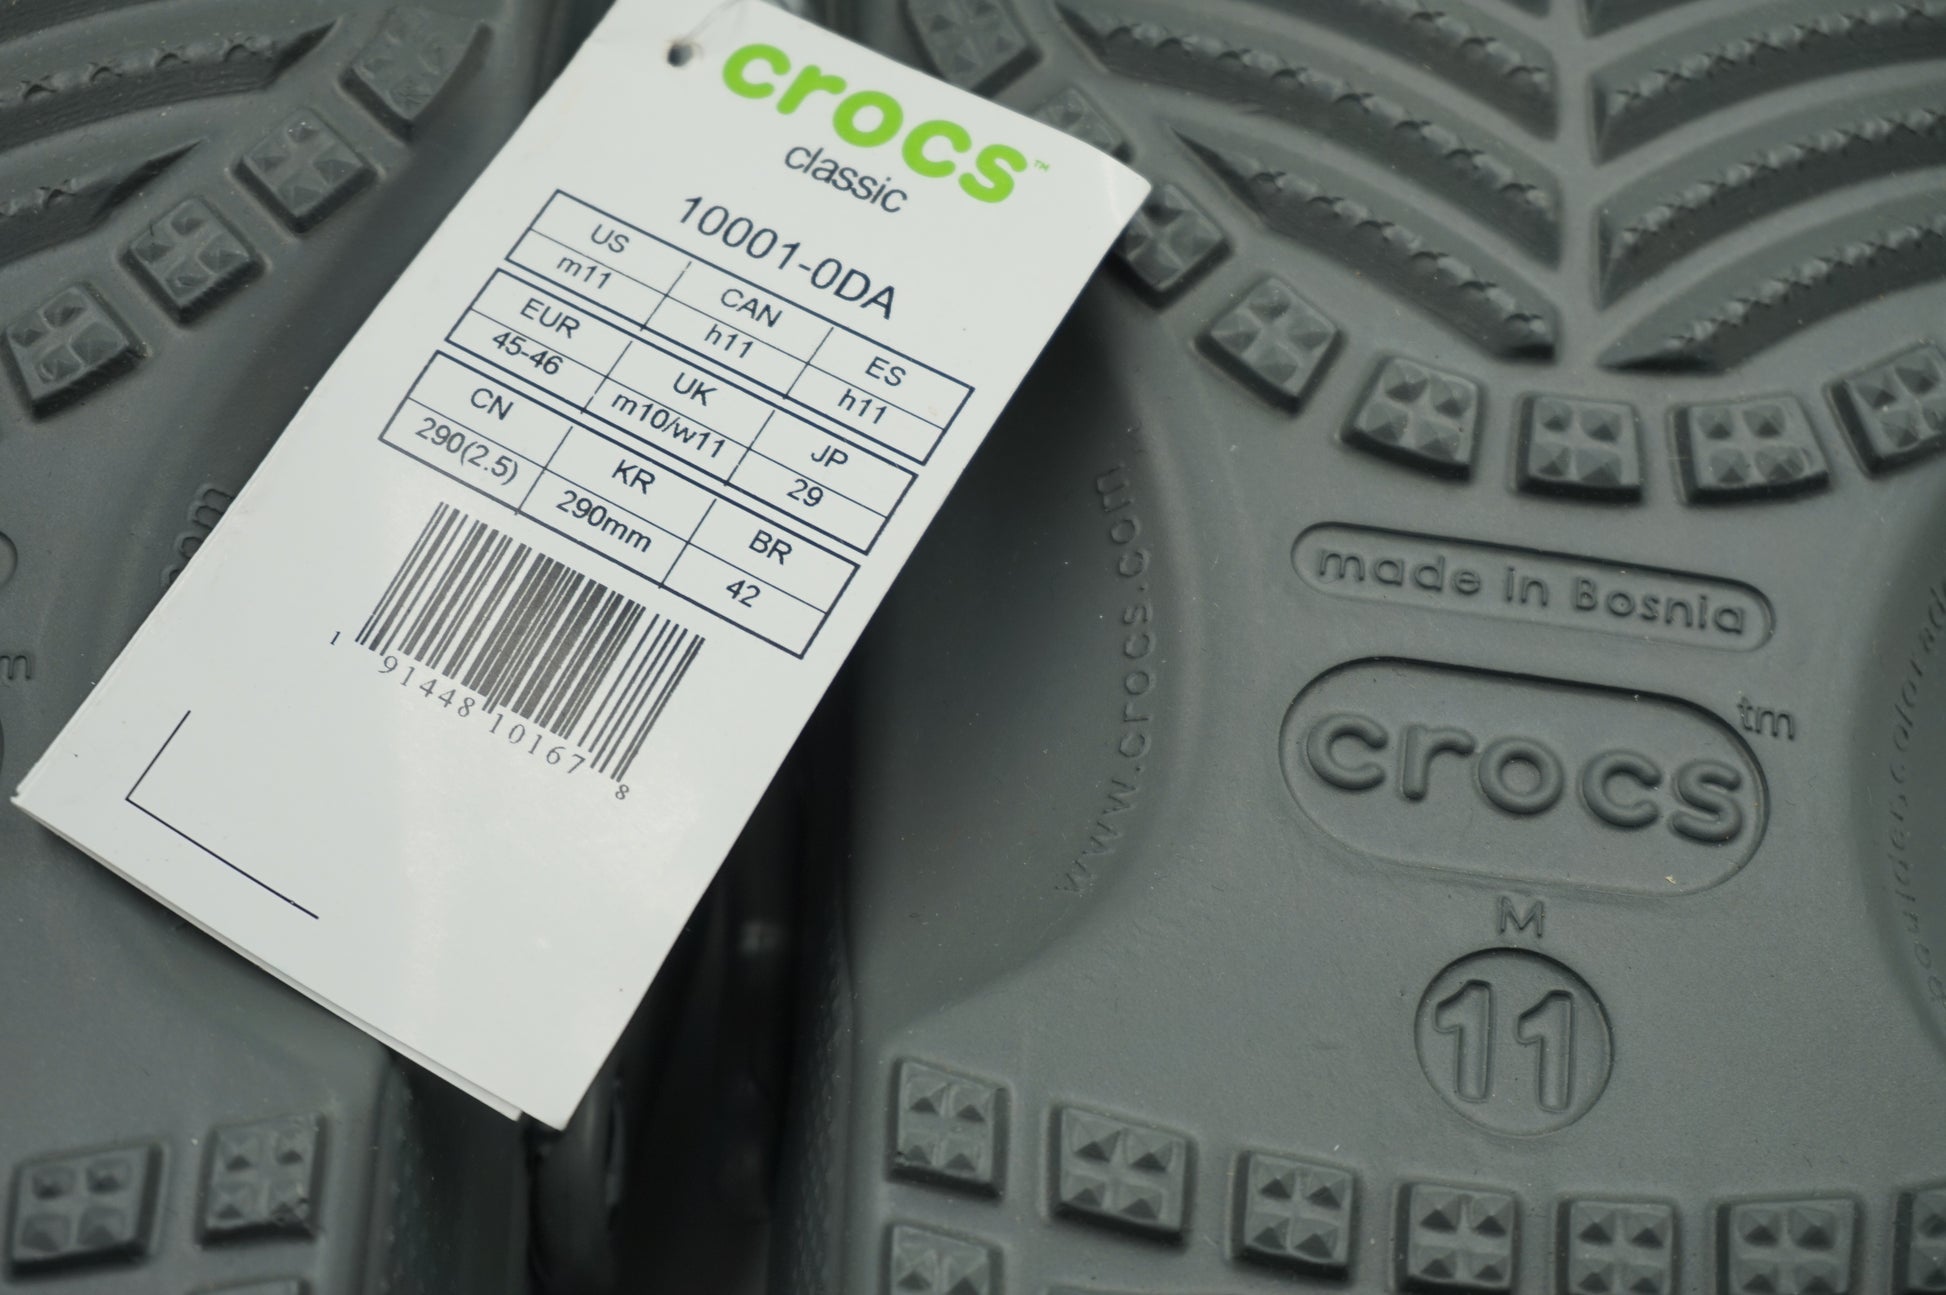 crocs™
classic
10001-0DA
US CAN ES
m11 h11 h11
EUR UK JP
45-46 m10/w11 29
CN KR BR
290(2.5) 290mm 42
1 91448 10167 8
www.crocs.com
made in Bosnia
crocs tm
M
11
om
m